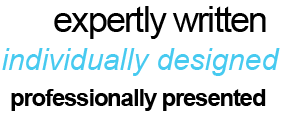 expertly written
individually designed
professionally presented